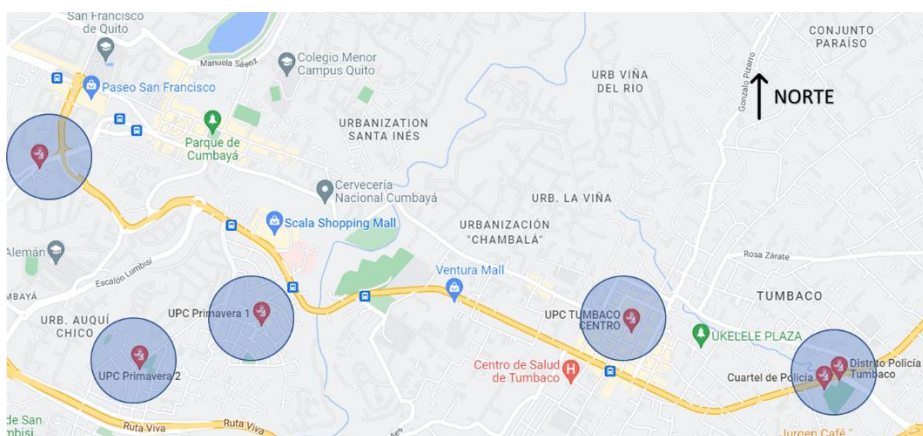 San Francisco
de Quito
Manuela Sáenz
Colegio Menor
Campus Quito
CONJUNTO
PARAÍSO
URB VIÑA
DEL RIO
Gonzalo Pizarro
NORTE
Paseo San Francisco
URBANIZATION
SANTA INÉS
Parque de
Cumbayá
Cervecería
Nacional Cumbayá
URB. LA VIÑA
Scala Shopping Mall
URBANIZACIÓN
"CHAMBALÁ"
Alemán
Rosa Zárate
Escalón Lumbisí
Ventura Mall
MBAYÁ
TUMBACO
URB. AUQUÍ
CHICO
UPC Primavera 1
UPC TUMBACO
CENTRO
UKELELE PLAZA
UPC Primavera 2
Centro de Salud
de Tumbaco
Distrito Policía
Tumbaco
Cuartel de Policia
de San
mbisí
Ruta Viva
Ruta Viva
Jurgen Café